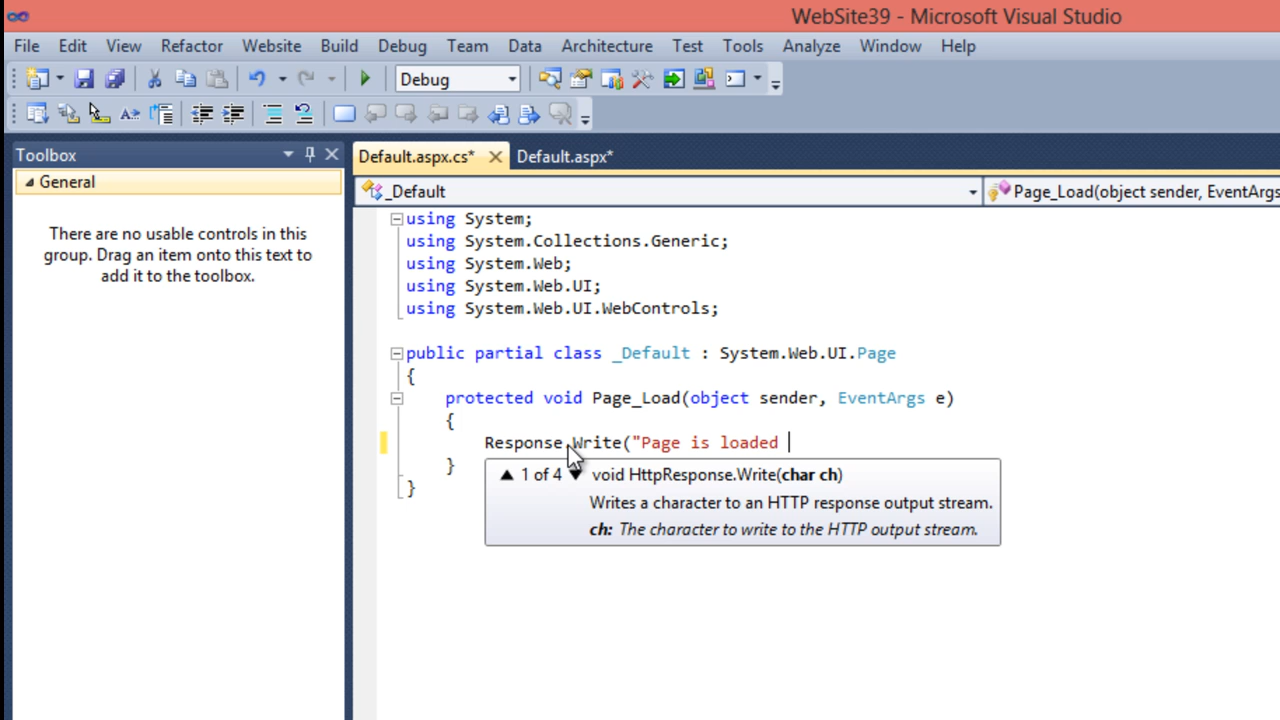 WebSite39 - Microsoft Visual Studio
File Edit View Refactor Website Build Debug Team Data Architecture Test Tools Analyze Window Help
Debug
Toolbox
Default.aspx.cs* Default.aspx*
General
_Default
Page_Load(object sender, EventArgs
There are no usable controls in this
group. Drag an item onto this text to
add it to the toolbox.
using System;
using System.Collections.Generic;
using System.Web;
using System.Web.UI;
using System.Web.UI.WebControls;
public partial class _Default : System.Web.UI.Page
{
protected void Page_Load(object sender, EventArgs e)
{
Response.Write("Page is loaded
}
}
1 of 4 void HttpResponse.Write(char ch)
Writes a character to an HTTP response output stream.
ch: The character to write to the HTTP output stream.